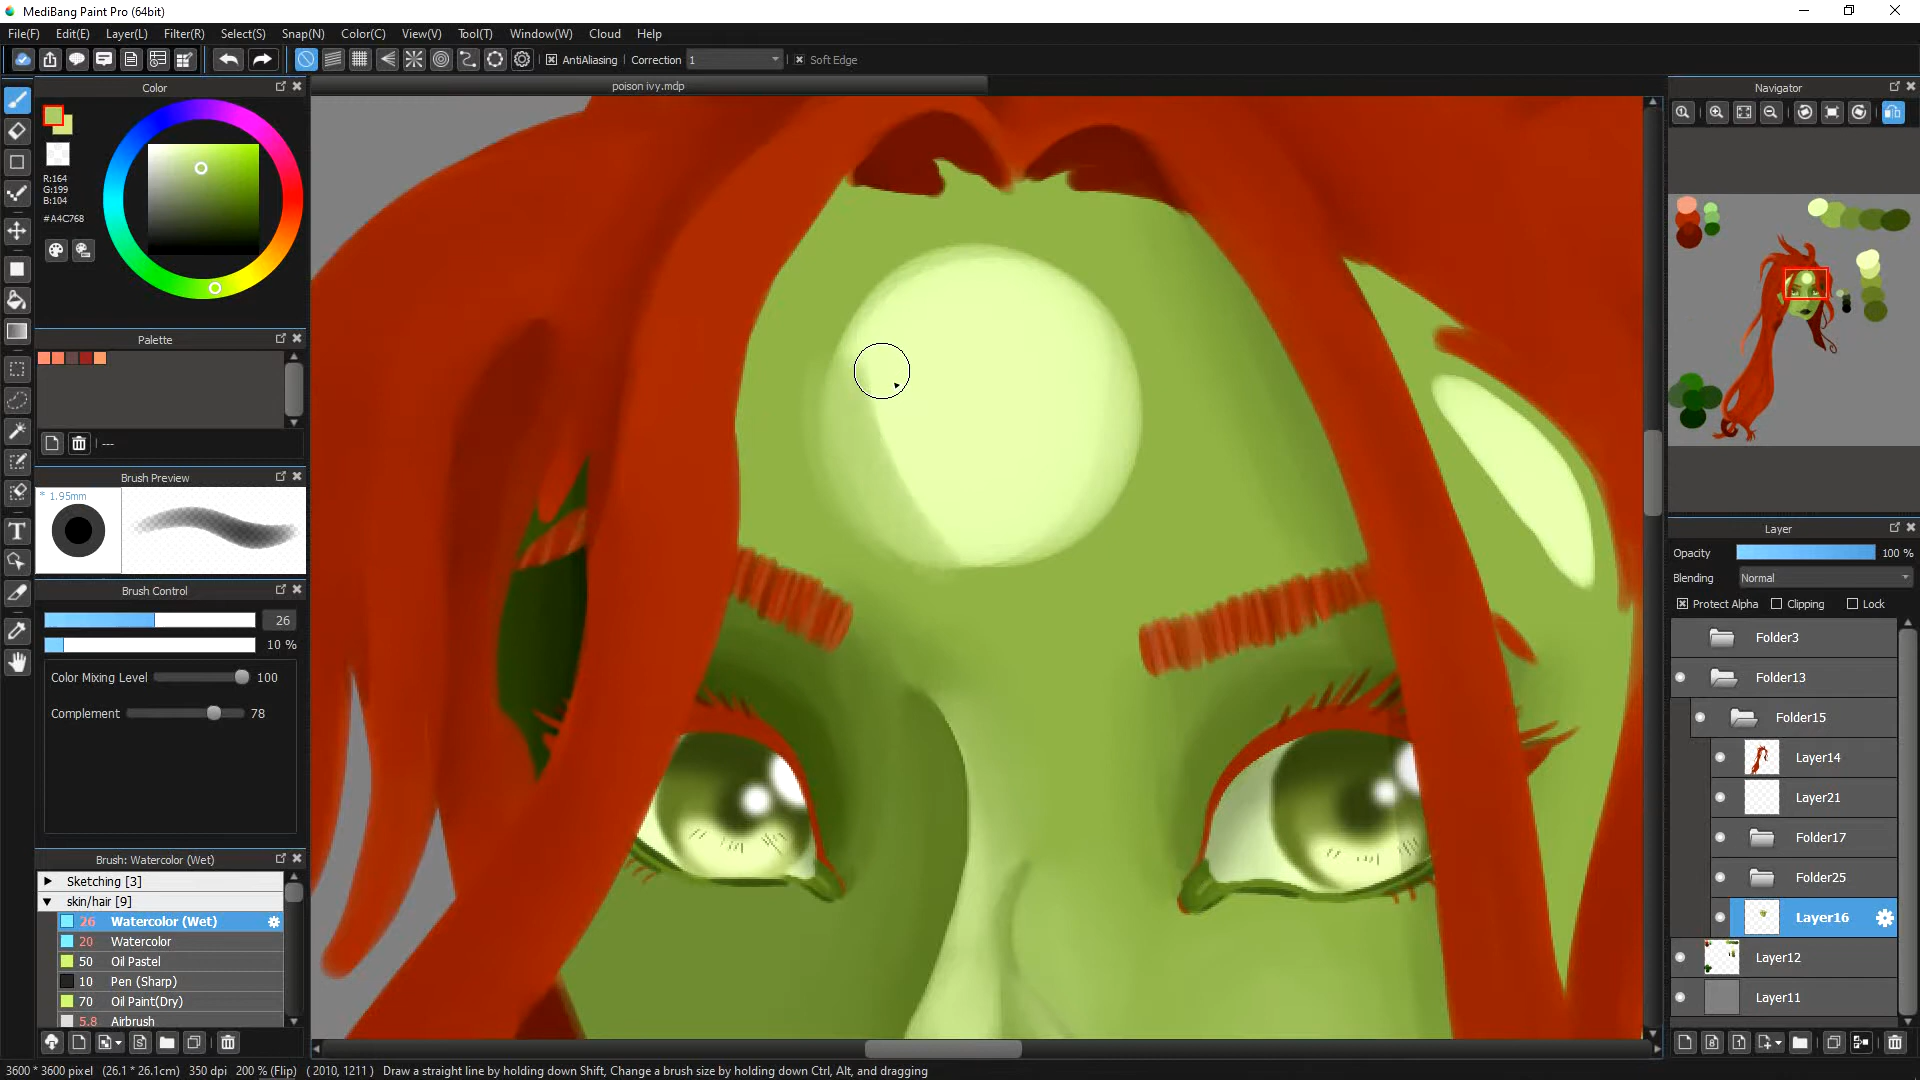 MediBang Paint Pro (64bit)
File(F) Edit(E) Layer(L) Filter(R) Select(S) Snap(N) Color(C) View(V) Tool(T) Window(W) Cloud Help
AntiAliasing Correction 1 Soft Edge
Color
poison ivy.mdp
Navigator
R:164
G:199
B:104
#A4C768
Palette
---
Brush Preview
* 1.95mm
Brush Control
26
10 %
Color Mixing Level 100
Complement 78
Brush: Watercolor (Wet)
Sketching [3]
skin/hair [9]
26 Watercolor (Wet)
20 Watercolor
50 Oil Pastel
10 Pen (Sharp)
70 Oil Paint(Dry)
5.8 Airbrush
Layer
Opacity 100 %
Blending Normal
Protect Alpha Clipping Lock
Folder3
Folder13
Folder15
Layer14
Layer21
Folder17
Folder25
Layer16
Layer12
Layer11
3600 * 3600 pixel (26.1 * 26.1cm) 350 dpi 200 % (Flip) ( 2010, 1211 ) Draw a straight line by holding down Shift, Change a brush size by holding down Ctrl, Alt, and dragging